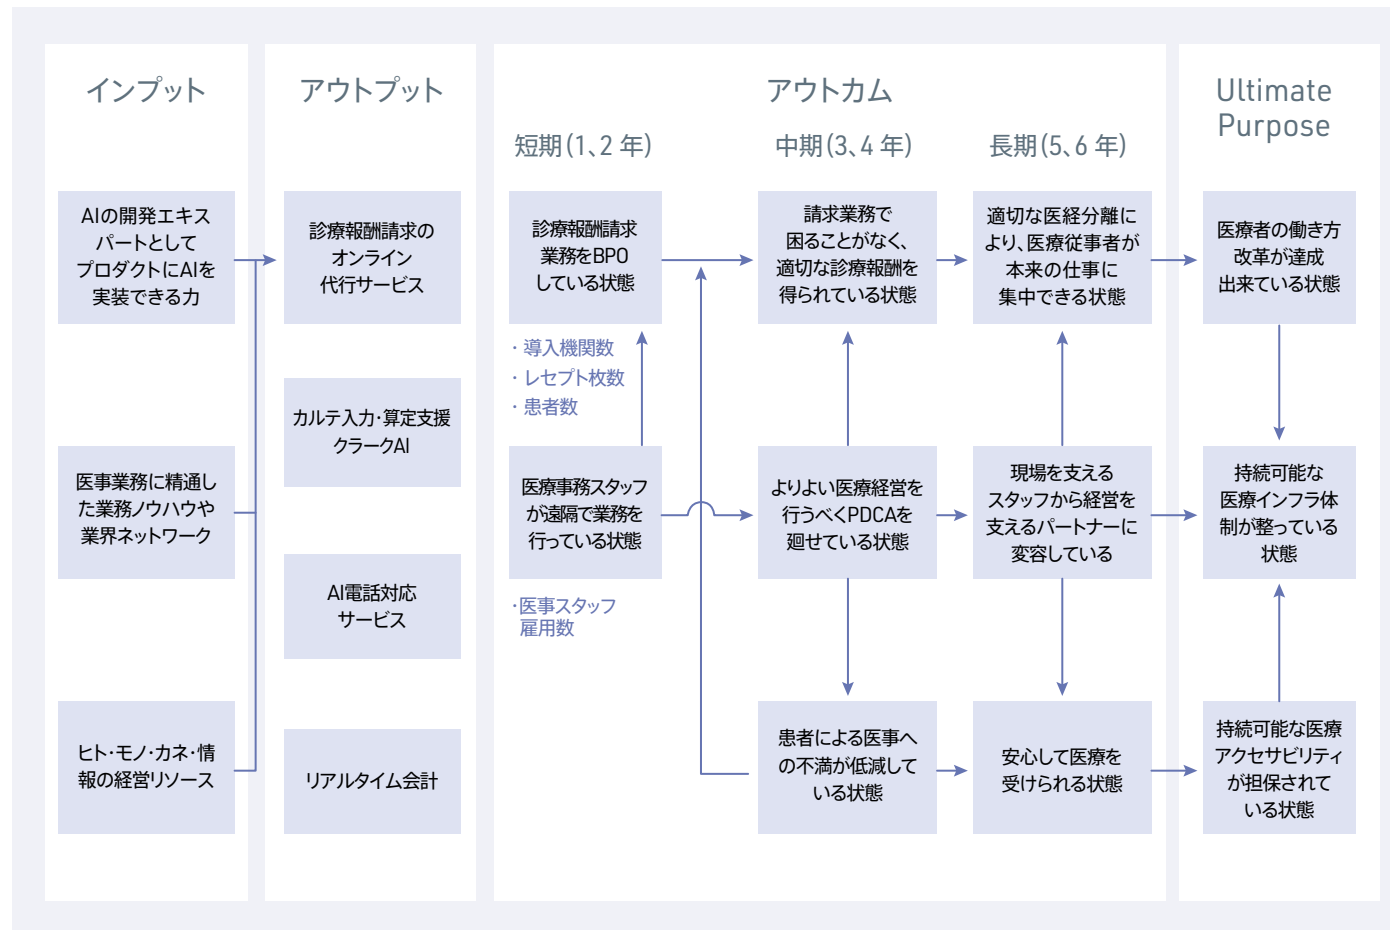 インプット
AIの開発エキス
パートとして
プロダクトにAIを
実装できる力
医事業務に精通し
た業務ノウハウや
業界ネットワーク
ヒト・モノ・カネ・情
報の経営リソース
アウトプット
診療報酬請求の
オンライン
代行サービス
カルテ入力・算定支援
クラークAI
AI電話対応
サービス
リアルタイム会計
アウトカム
短期(1、2 年)
診療報酬請求
業務をBPO
している状態
・導入機関数
・レセプト枚数
・患者数
医療事務スタッフ
が遠隔で業務を
行っている状態
・医事スタッフ
雇用数
中期(3、4 年)
請求業務で
困ることがなく、
適切な診療報酬を
得られている状態
よりよい医療経営を
行うべくPDCAを
廻せている状態
患者による医事へ
の不満が低減して
いる状態
長期(5、6 年)
適切な医経分離に
より、医療従事者が
本来の仕事に
集中できる状態
現場を支える
スタッフから経営を
支えるパートナーに
変容している
安心して医療を
受けられる状態
Ultimate
Purpose
医療者の働き方
改革が達成
出来ている状態
持続可能な
医療インフラ体
制が整っている
状態
持続可能な医療
アクセサビリティ
が担保されて
いる状態